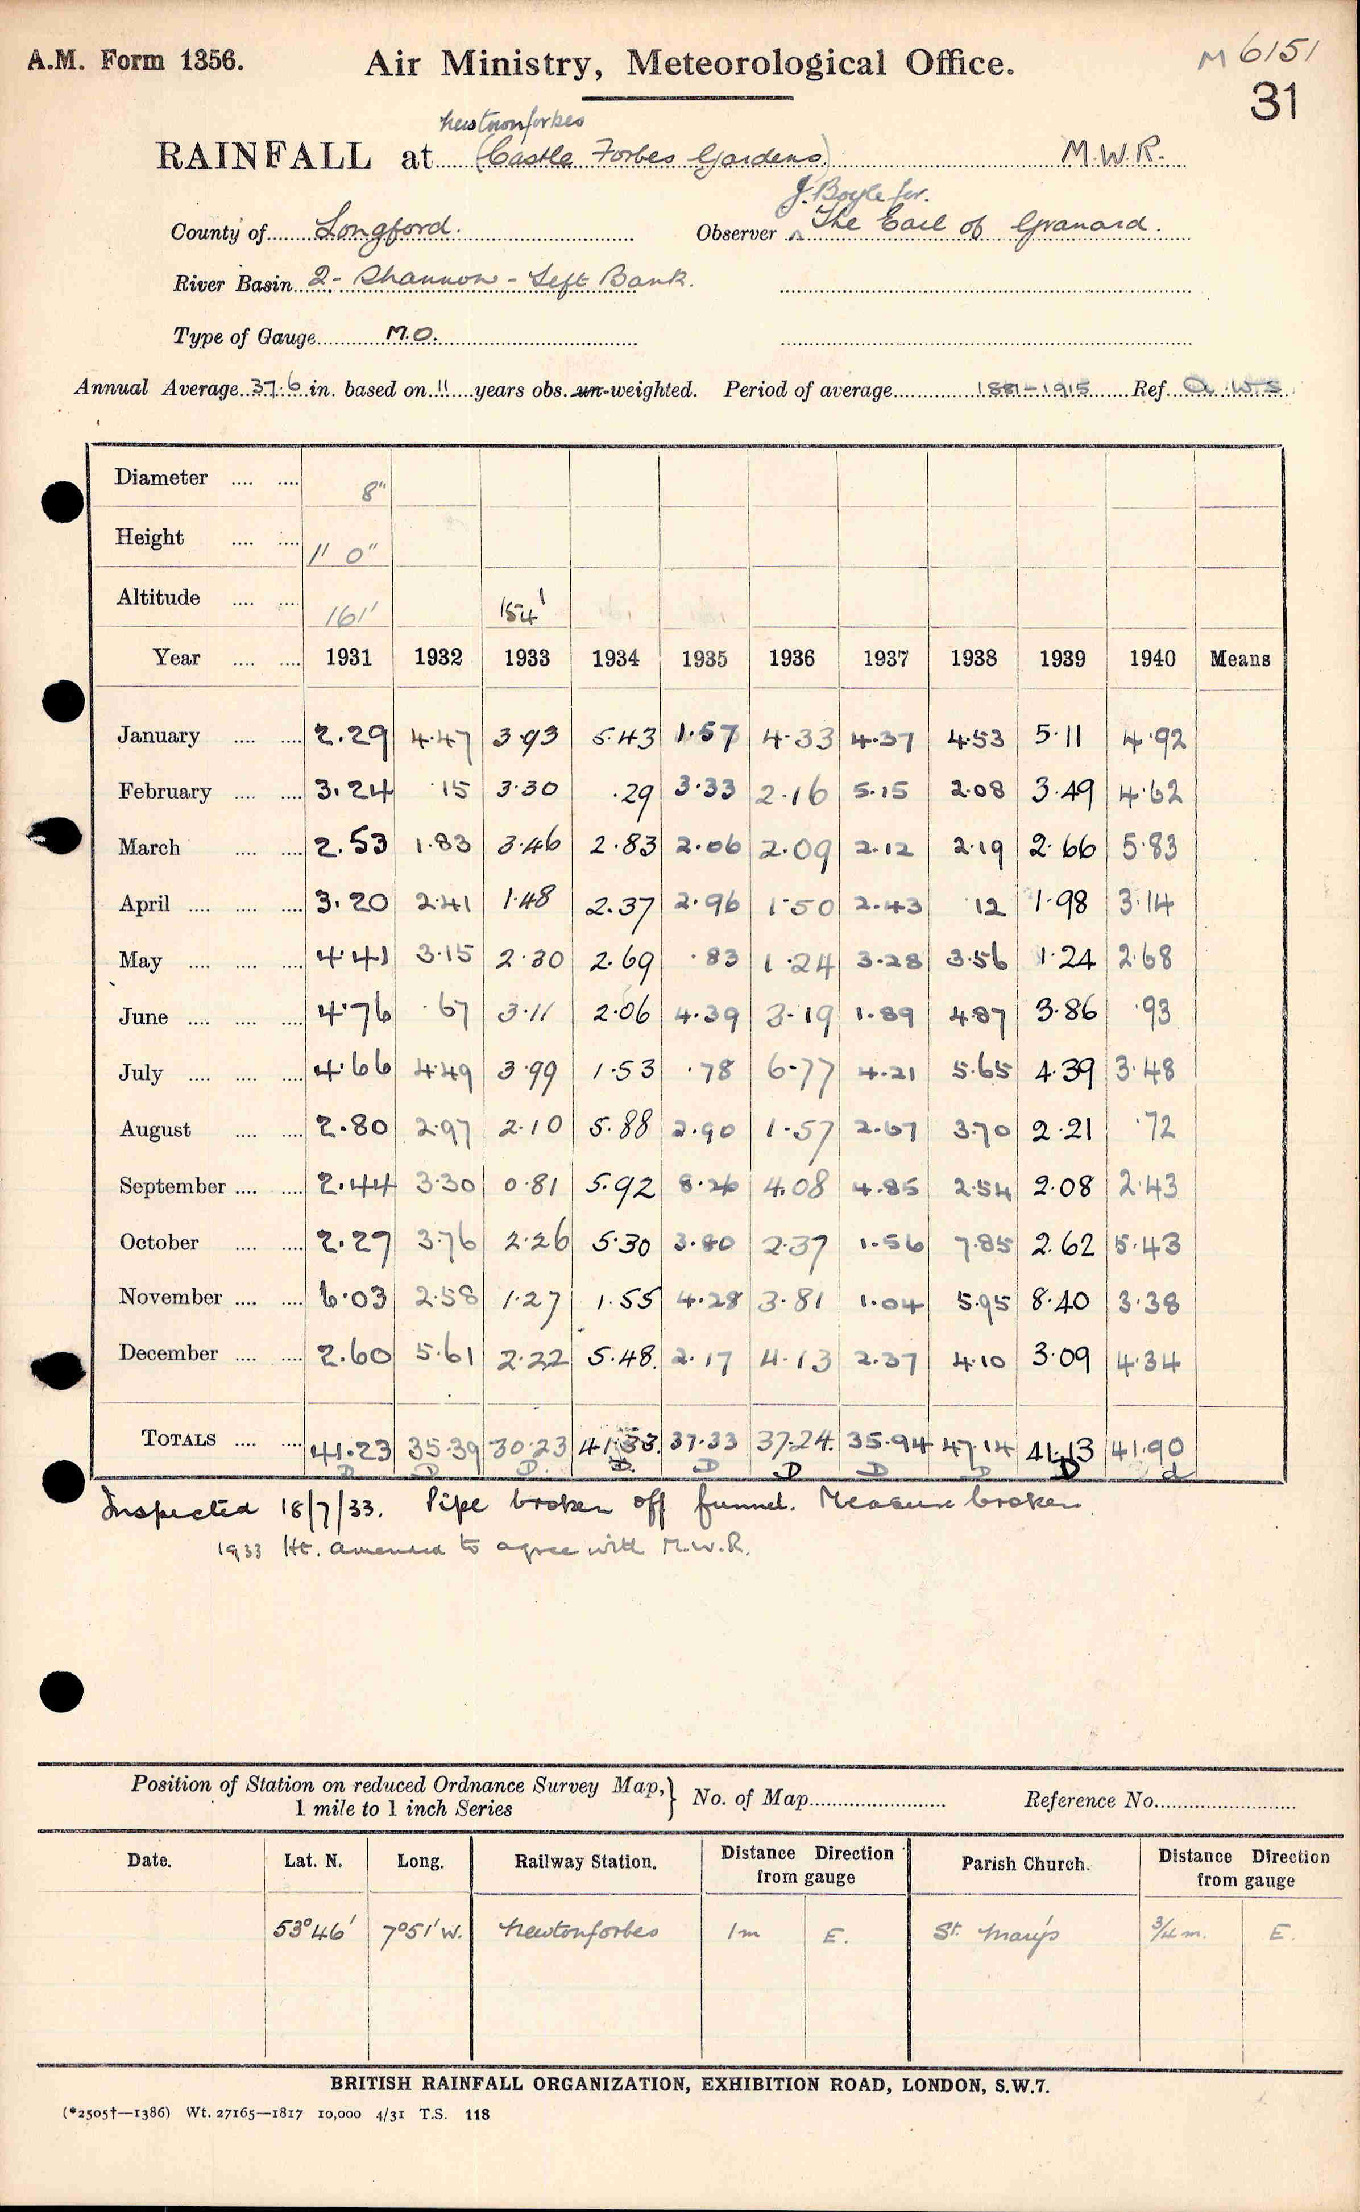 A.M. Form 1356.
Air Ministry, Meteorological Office.
M 6151
31
Newtownforbes
RAINFALL at (Castle Forbes Gardens) M.W.R.
J. Boyle for.
County of Longford. Observer The Earl of Granard.
River Basin 2 - Shannon - Left Bank.
Type of Gauge M.O.
Annual Average 37.6 in. based on 11 years obs. un-weighted. Period of average 1881-1915 Ref.
Diameter 8"
Height 1' 0"
Altitude 161' 154'
Year 1931 1932 1933 1934 1935 1936 1937 1938 1939 1940 Means
January 2.29 4.47 3.93 5.43 1.57 4.33 4.37 4.53 5.11 4.92
February 3.24 .15 3.30 .29 3.33 2.16 5.15 2.08 3.49 4.62
March 2.53 1.83 3.46 2.83 2.06 2.09 2.12 2.19 2.66 5.83
April 3.20 2.41 1.48 2.37 2.96 1.50 2.43 .12 1.98 3.14
May 4.41 3.15 2.30 2.69 .83 1.24 3.28 3.56 1.24 2.68
June 4.76 .67 3.11 2.06 4.39 3.19 1.89 4.87 3.86 .93
July 4.66 4.49 3.99 1.53 .78 6.77 4.21 5.65 4.39 3.48
August 2.80 2.97 2.10 5.88 2.90 1.57 2.67 3.70 2.21 .72
September 2.44 3.30 0.81 5.92 8.26 4.08 4.85 2.54 2.08 2.43
October 2.27 3.76 2.26 5.30 3.80 2.37 1.56 7.85 2.62 5.43
November 6.03 2.58 1.27 1.55 4.28 3.81 1.04 5.95 8.40 3.38
December 2.60 5.61 2.22 5.48 2.17 4.13 2.37 4.10 3.09 4.34
TOTALS 41.23 35.39 30.23 41.33 37.33 37.24 35.94 47.14 41.13 41.90
D D D D D D D D D d
Inspected 18/7/33. Pipe broken off funnel. Measure broken
1933 Ht. amended to agree with M.W.R.
Position of Station on reduced Ordnance Survey Map,} No. of Map Reference No.
1 mile to 1 inch Series
Date. Lat. N. Long. Railway Station. Distance Direction from gauge Parish Church. Distance Direction from gauge
53°46' 7°51'W. Newtonforbes 1m E. St. Mary's 3/4 m. E.
BRITISH RAINFALL ORGANIZATION, EXHIBITION ROAD, LONDON, S.W.7.
(*2505†—1386) Wt. 27165—1817 10,000 4/31 T.S. 118